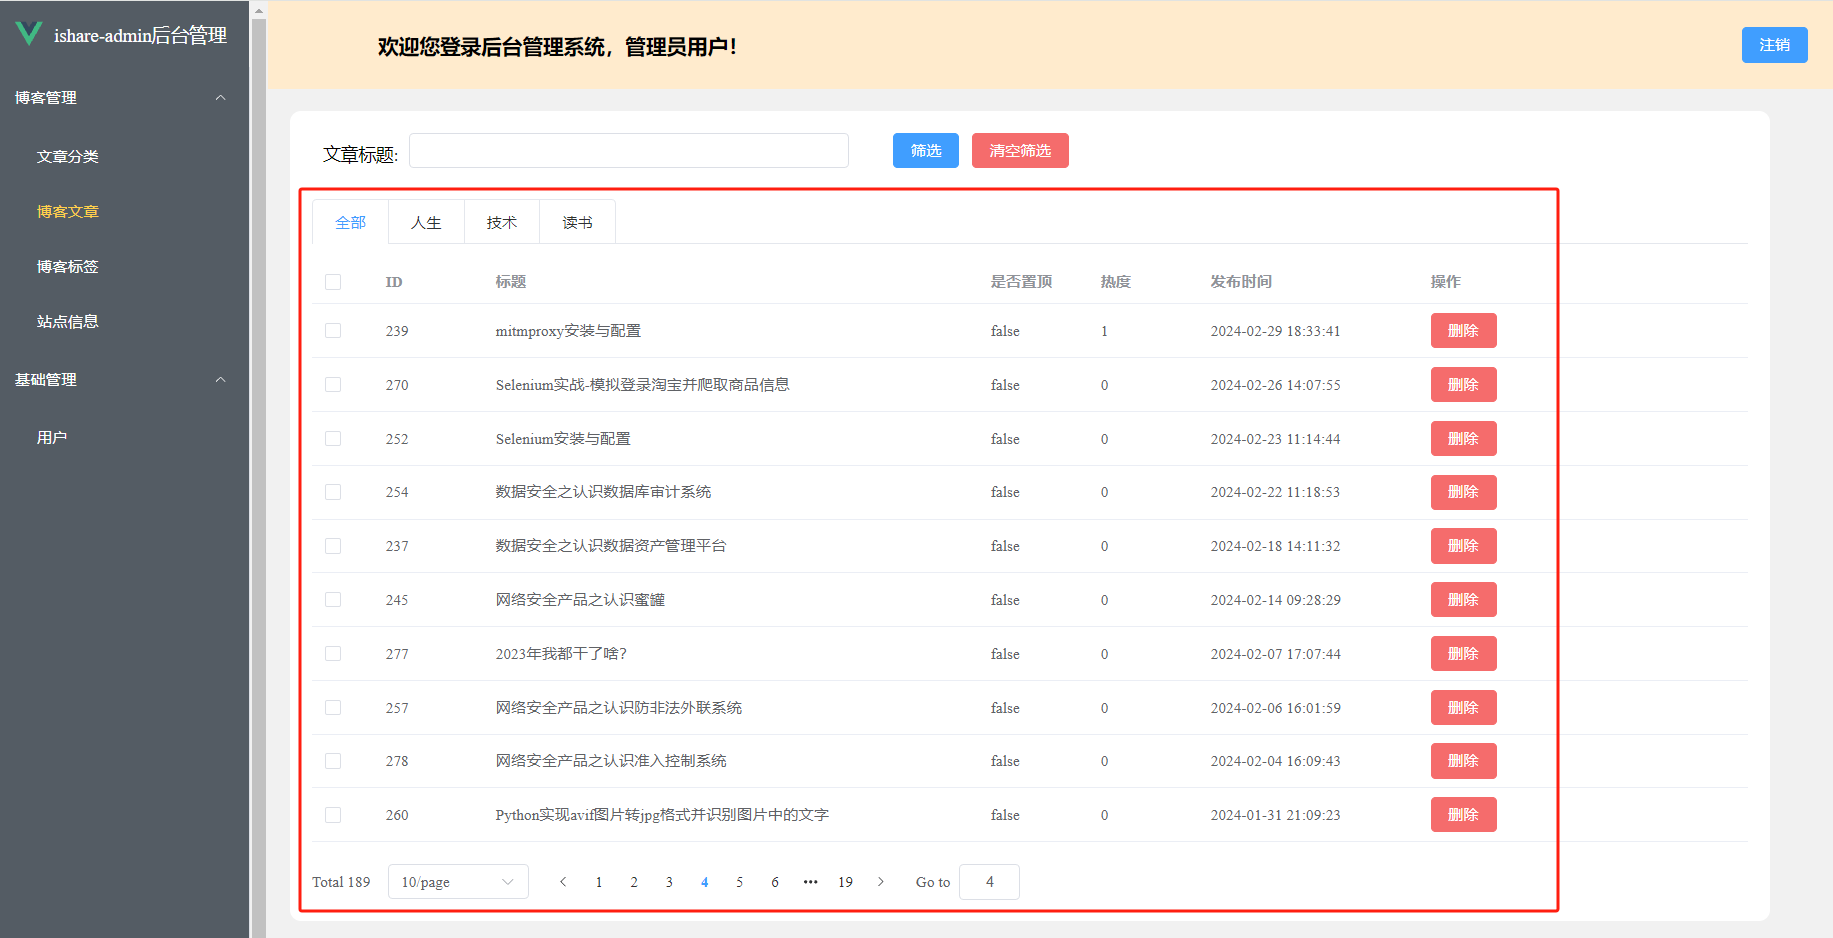 ishare-admin后台管理
博客管理
文章分类
博客文章
博客标签
站点信息
基础管理
用户
欢迎您登录后台管理系统，管理员用户！
注销
文章标题:
筛选 清空筛选
全部 人生 技术 读书
ID 标题 是否置顶 热度 发布时间 操作
239 mitmproxy安装与配置 false 1 2024-02-29 18:33:41 删除
270 Selenium实战-模拟登录淘宝并爬取商品信息 false 0 2024-02-26 14:07:55 删除
252 Selenium安装与配置 false 0 2024-02-23 11:14:44 删除
254 数据安全之认识数据库审计系统 false 0 2024-02-22 11:18:53 删除
237 数据安全之认识数据资产管理平台 false 0 2024-02-18 14:11:32 删除
245 网络安全产品之认识蜜罐 false 0 2024-02-14 09:28:29 删除
277 2023年我都干了啥？ false 0 2024-02-07 17:07:44 删除
257 网络安全产品之认识防非法外联系统 false 0 2024-02-06 16:01:59 删除
278 网络安全产品之认识准入控制系统 false 0 2024-02-04 16:09:43 删除
260 Python实现avif图片转jpg格式并识别图片中的文字 false 0 2024-01-31 21:09:23 删除
Total 189 10/page 1 2 3 4 5 6 ••• 19 Go to 4